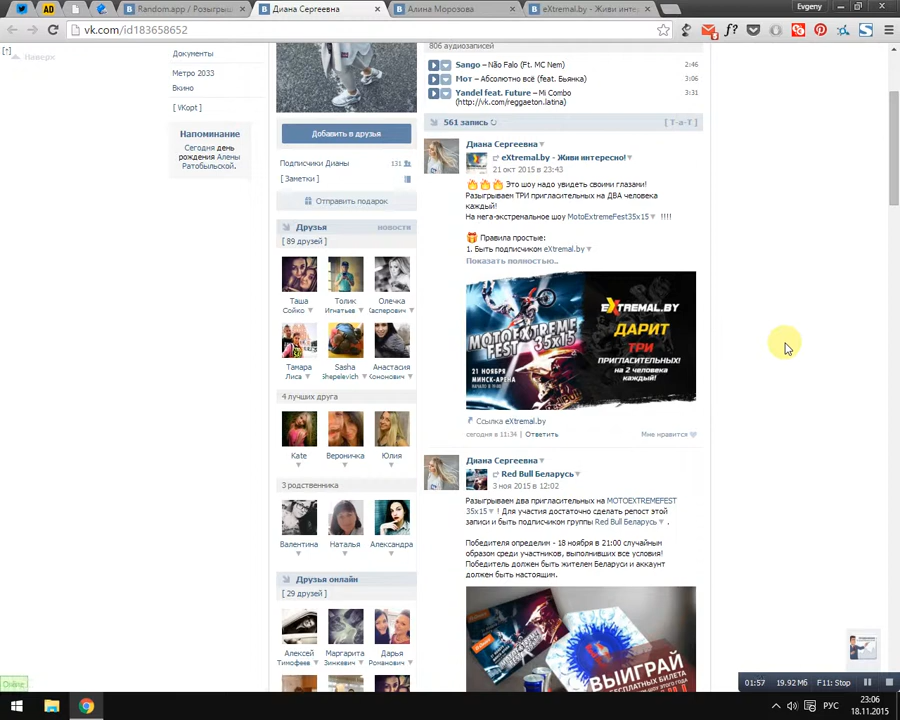 Random.app / Розыгрыш
Диана Сергеевна
Алина Морозова
eXtremal.by - Живи инте
Evgeny
vk.com/id183658652
[↑]
Наверх
Документы
Метро 2033
Вкино
[ VKopt ]
Напоминание
Сегодня день
рождения Алены
Ратобыльской.
Добавить в друзья
Подписчики Дианы 131
[ Заметки ]
Отправить подарок
Друзья новости
[ 89 друзей ]
Таша
Сойко
Толик
Игнатьев
Олечка
Касперович
Тамара
Лиса
Sasha
Shepelevich
Анастасия
Кононович
4 лучших друга
Kate
Вероничка
Юлия
3 родственника
Валентина
Наталья
Александра
Друзья онлайн
[ 29 друзей ]
Алексей
Тимофеев
Маргарита
Зинкевич
Дарья
Романович
806 аудиозаписей
Sango – Não Falo (Ft. MC Nem) 2:46
Мот – Абсолютно всё (feat. Бьянка) 3:06
Yandel feat. Future – Mi Combo 3:31
(http://vk.com/reggaeton.latina)
561 запись [ T-a-T ]
Диана Сергеевна
eXtremal.by - Живи интересно!
21 окт 2015 в 23:43
Это шоу надо увидеть своими глазами!
Разыгрываем ТРИ пригласительных на ДВА человека
каждый!
На мега-экстремальное шоу MotoExtremeFest35x15 !!!!
Правила простые:
1. Быть подписчиком eXtremal.by
Показать полностью..
MOTOEXTREME
FEST 35x15
21 НОЯБРЯ
МИНСК-АРЕНА
EXTREMAL.BY
ДАРИТ
ТРИ
ПРИГЛАСИТЕЛЬНЫХ!
на 2 человека
каждый!
Ссылка eXtremal.by
сегодня в 11:34 | Ответить Мне нравится
Диана Сергеевна
Red Bull Беларусь
3 ноя 2015 в 12:02
Разыгрываем два пригласительных на MOTOEXTREMEFEST
35x15 ! Для участия достаточно сделать репост этой
записи и быть подписчиком группы Red Bull Беларусь .
Победителя определим - 18 ноября в 21:00 случайным
образом среди участников, выполнивших все условия!
Победитель должен быть жителем Беларуси и аккаунт
должен быть настоящим.
ВЫИГРАЙ
Online
01:57 19.92 Мб F11: Stop
РУС
23:06
18.11.2015